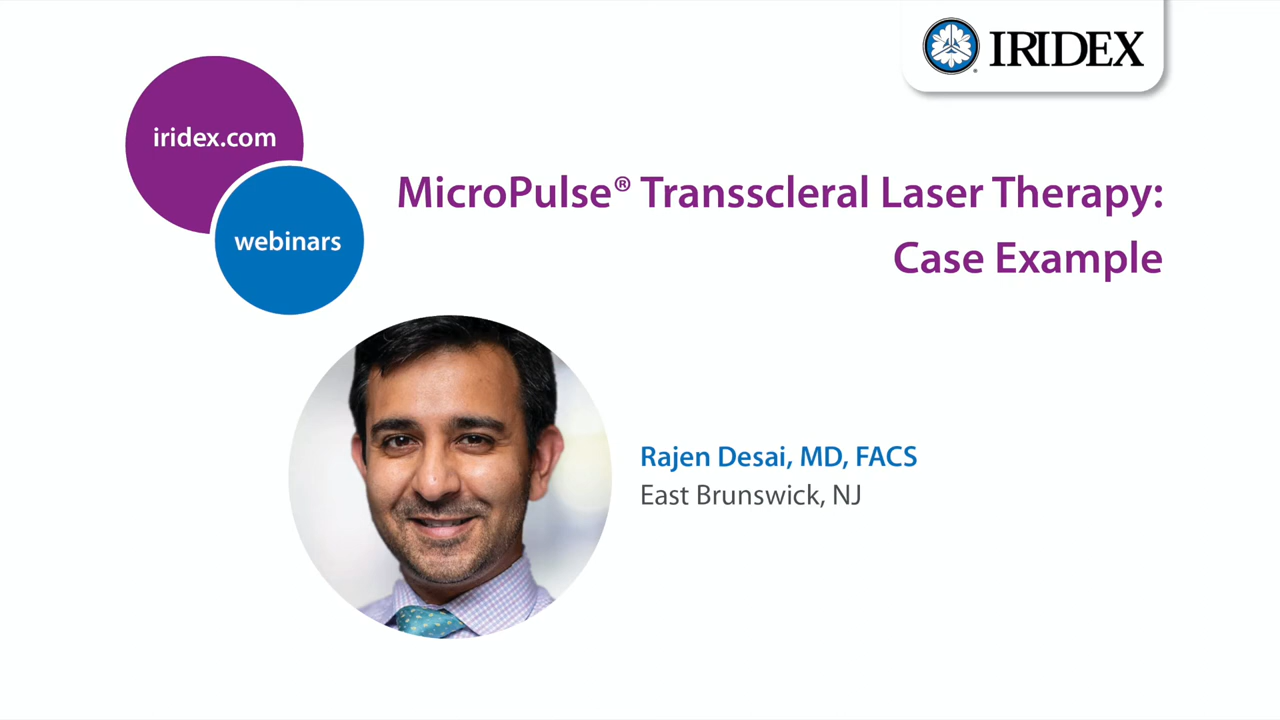 IRIDEX
iridex.com
webinars
MicroPulse® Transscleral Laser Therapy:
Case Example
Rajen Desai, MD, FACS
East Brunswick, NJ